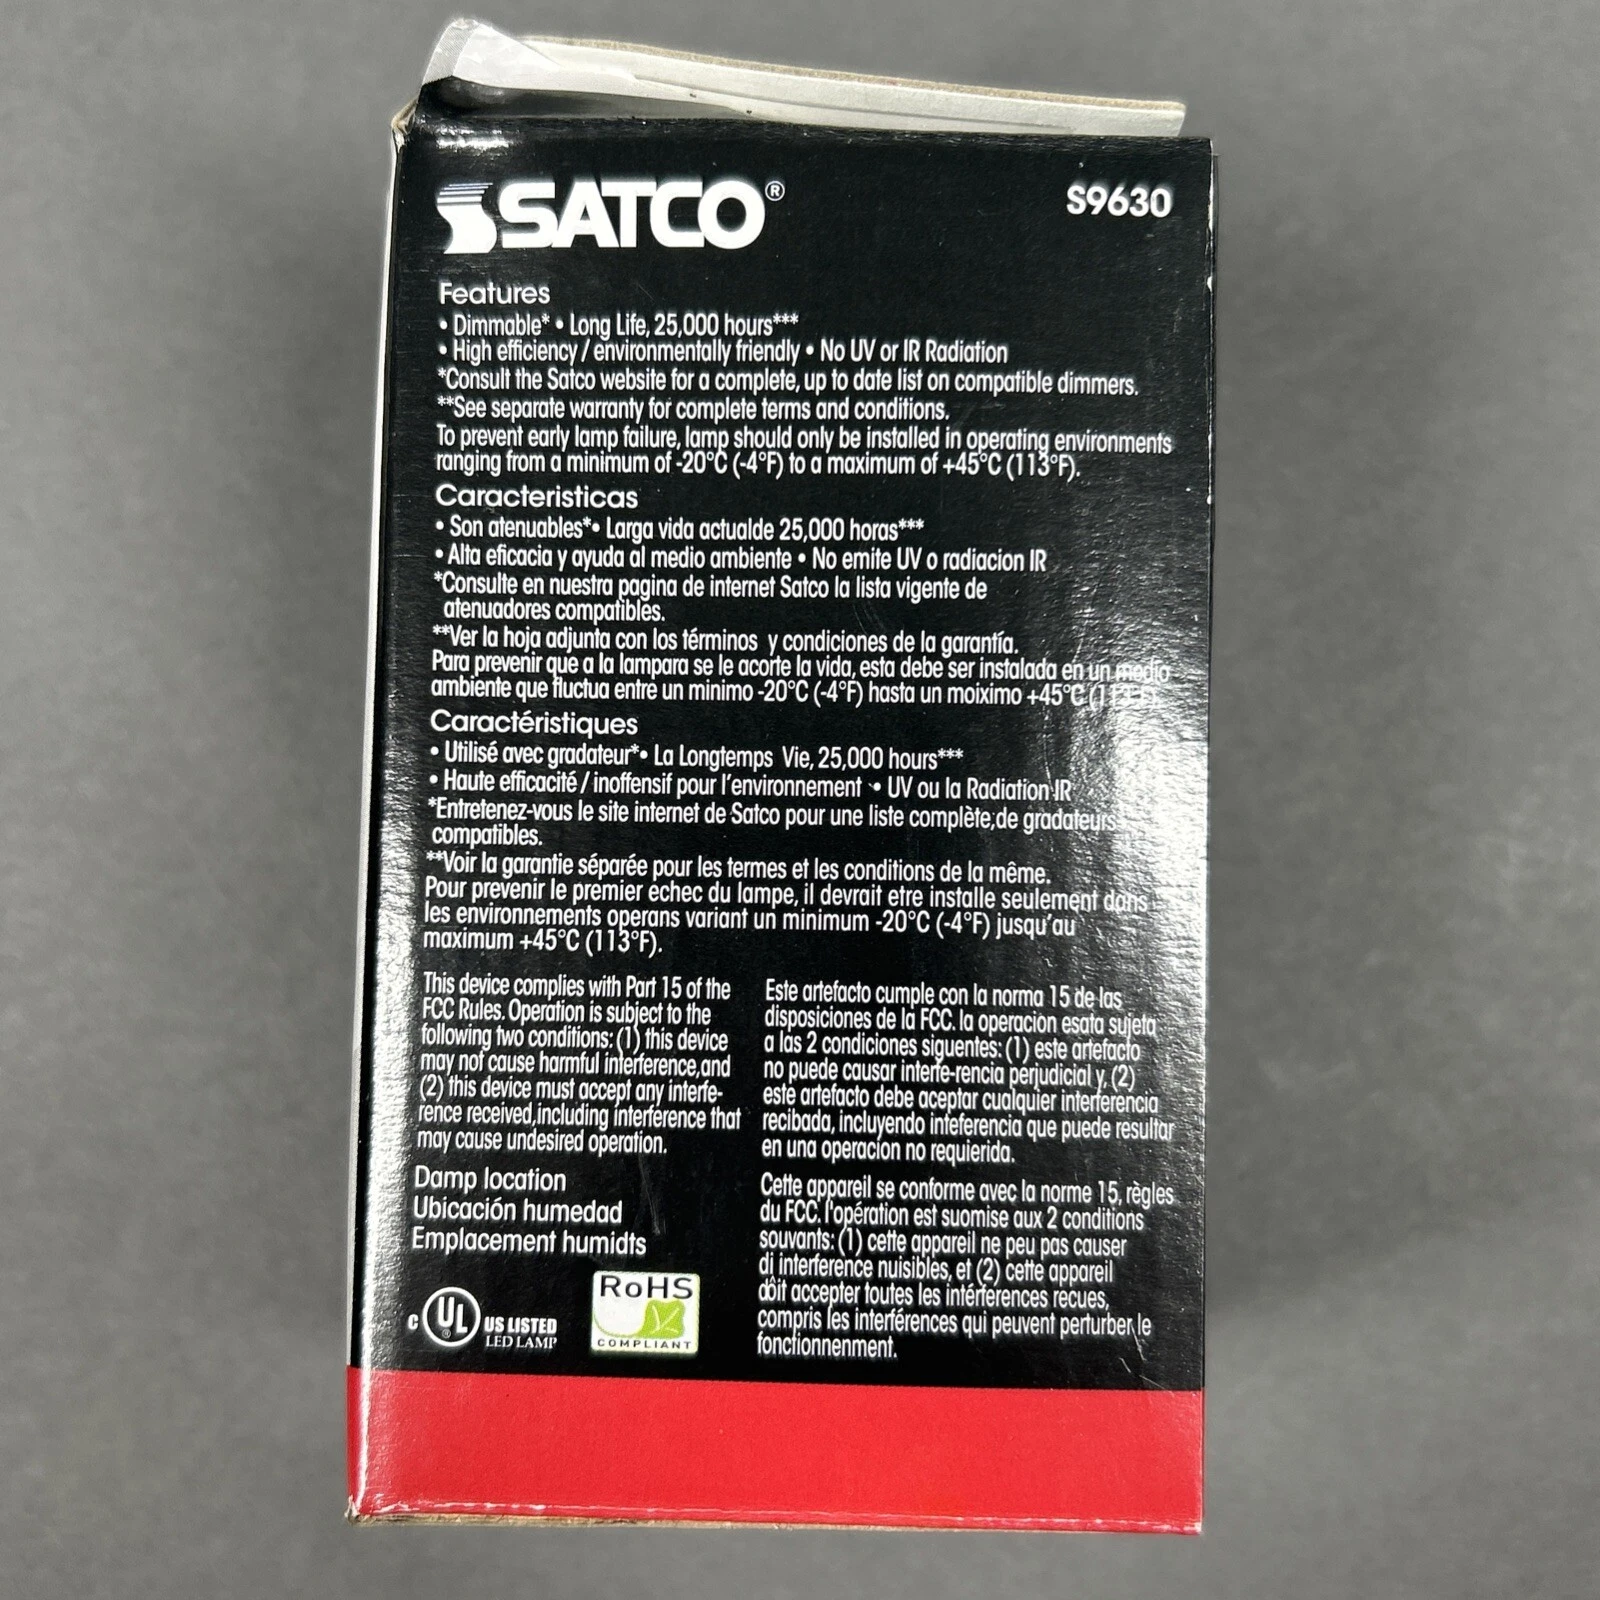 SATCO®
S9630
Features
• Dimmable* • Long Life, 25,000 hours***
• High efficiency / environmentally friendly • No UV or IR Radiation
*Consult the Satco website for a complete, up to date list on compatible dimmers.
**See separate warranty for complete terms and conditions.
To prevent early lamp failure, lamp should only be installed in operating environments
ranging from a minimum of -20°C (-4°F) to a maximum of +45°C (113°F).
Caracteristicas
• Son atenuables*• Larga vida actualde 25,000 horas***
• Alta eficacia y ayuda al medio ambiente • No emite UV o radiacion IR
*Consulte en nuestra pagina de internet Satco la lista vigente de
atenuadores compatibles.
**Ver la hoja adjunta con los términos y condiciones de la garantía.
Para prevenir que a la lampara se le acorte la vida, esta debe ser instalada en un medio
ambiente que fluctua entre un minimo -20°C (-4°F) hasta un moiximo +45°C (113°F).
Caractéristiques
• Utilisé avec gradateur*• La Longtemps Vie, 25,000 hours***
• Haute efficacité / inoffensif pour l'environnement • UV ou la Radiation IR
*Entretenez-vous le site internet de Satco pour une liste complète,de gradateurs
compatibles.
**Voir la garantie séparée pour les termes et les conditions de la même.
Pour prevenir le premier echec du lampe, il devrait etre installe seulement dans
les environnements operans variant un minimum -20°C (-4°F) jusqu'au
maximum +45°C (113°F).
This device complies with Part 15 of the
FCC Rules. Operation is subject to the
following two conditions: (1) this device
may not cause harmful interference,and
(2) this device must accept any interfe-
rence received,including interference that
may cause undesired operation.
Damp location
Ubicación humedad
Emplacement humidts
Este artefacto cumple con la norma 15 de las
disposiciones de la FCC. la operacion esata sujeta
a las 2 condiciones siguentes: (1) este artefacto
no puede causar interfe-rencia perjudicial y, (2)
este artefacto debe aceptar cualquier interferencia
recibada, incluyendo inteferencia que puede resultar
en una operacion no requierida.
Cette appareil se conforme avec la norme 15, règles
du FCC. l'opération est suomise aux 2 conditions
souvants: (1) cette appareil ne peu pas causer
di interference nuisibles, et (2) cette appareil
dôit accepter toutes les intérferences recues,
compris les interférences qui peuvent perturber le
fonctionnenment.
C UL ® US LISTED
LED LAMP
RoHS
COMPLIANT